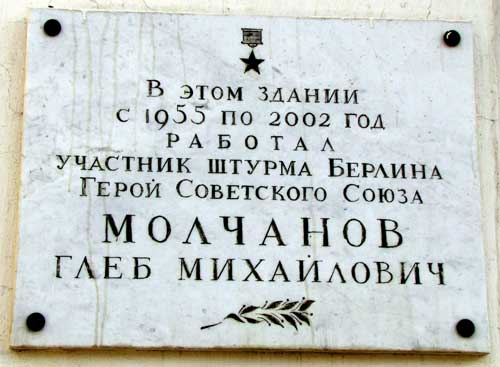 В этом здании
с 1955 по 2002 год
работал
участник штурма Берлина
Герой Советского Союза
МОЛЧАНОВ
ГЛЕБ МИХАЙЛОВИЧ